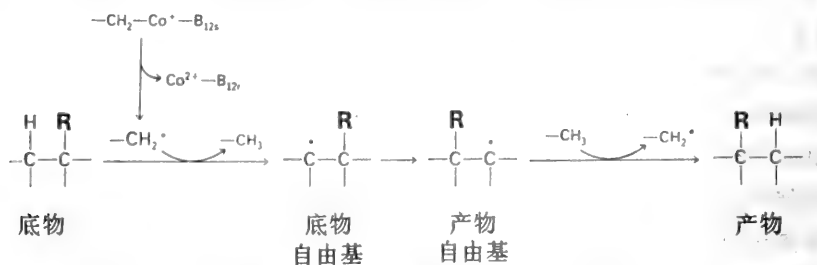 —CH₂—Co⁺—B₁₂ₛ
Co²⁺—B₁₂ᵣ
H R —CH₂• —CH₃ R R —CH₃ —CH₂• R H
—C—C— —C—C— —C—C— —C—C—
底物 底物 产物 产物
自由基 自由基